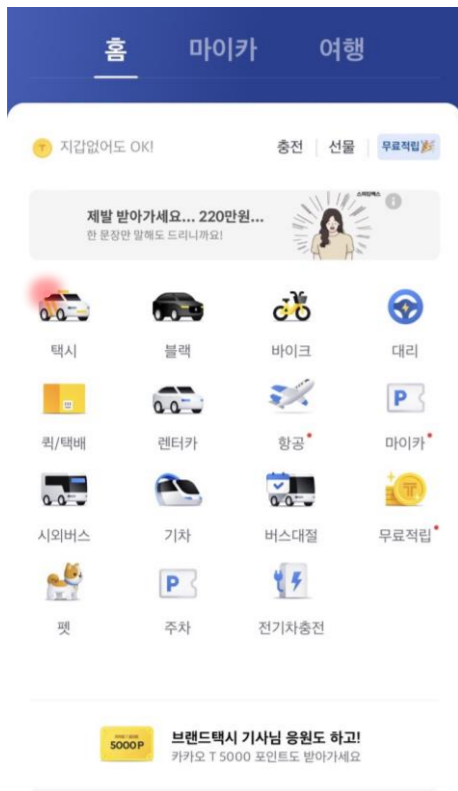 홈 마이카 여행
지갑없어도 OK! 충전 선물 무료적립
제발 받아가세요... 220만원...
한 문장만 말해도 드리니까요!
스피킹맥스
택시 블랙 바이크 대리
퀵/택배 렌터카 항공 마이카
시외버스 기차 버스대절 무료적립
펫 주차 전기차충전
5000P
브랜드택시 기사님 응원도 하고!
카카오 T 5000 포인트도 받아가세요